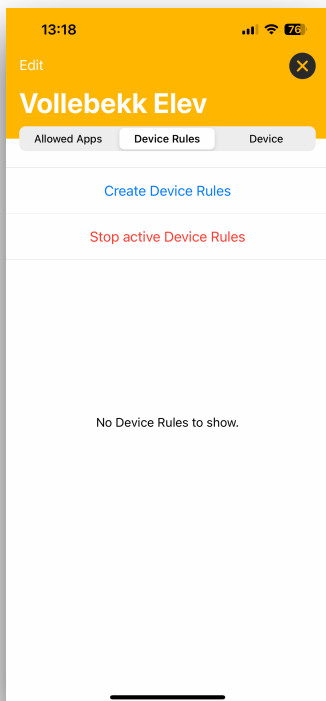 13:18
76
Edit
Vollebekk Elev
Allowed Apps Device Rules Device
Create Device Rules
Stop active Device Rules
No Device Rules to show.